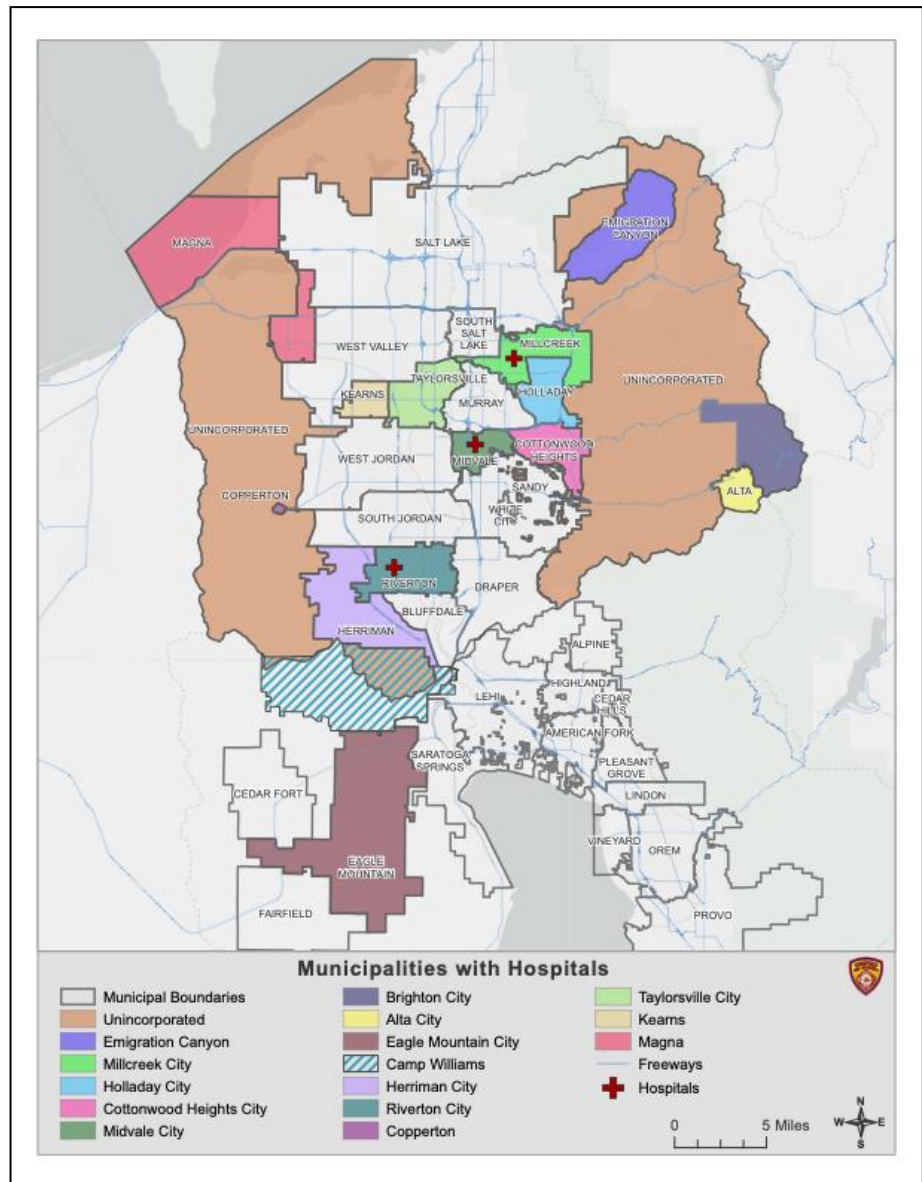 EMIGRATION
CANYON
MAGNA
SALT LAKE
SOUTH
SALT
LAKE
MILLCREEK
WEST VALLEY
TAYLORSVILLE
HOLLADAY
UNINCORPORATED
KEARNS
MURRAY
UNINCORPORATED
COTTONWOOD
HEIGHTS
MIDVALE
WEST JORDAN
SANDY
COPPERTON
ALTA
WHITE
CITY
SOUTH JORDAN
RIVERTON
DRAPER
BLUFFDALE
HERRIMAN
ALPINE
HIGHLAND
LEHI
CEDAR
HILLS
AMERICAN FORK
SARATOGA
SPRINGS
PLEASANT
GROVE
CEDAR FORT
LINDON
VINEYARD
OREM
EAGLE
MOUNTAIN
FAIRFIELD
PROVO
Municipalities with Hospitals
Municipal Boundaries
Unincorporated
Emigration Canyon
Millcreek City
Holladay City
Cottonwood Heights City
Midvale City
Brighton City
Alta City
Eagle Mountain City
Camp Williams
Herriman City
Riverton City
Copperton
Taylorsville City
Kearns
Magna
Freeways
Hospitals
0 5 Miles
N
W E
S